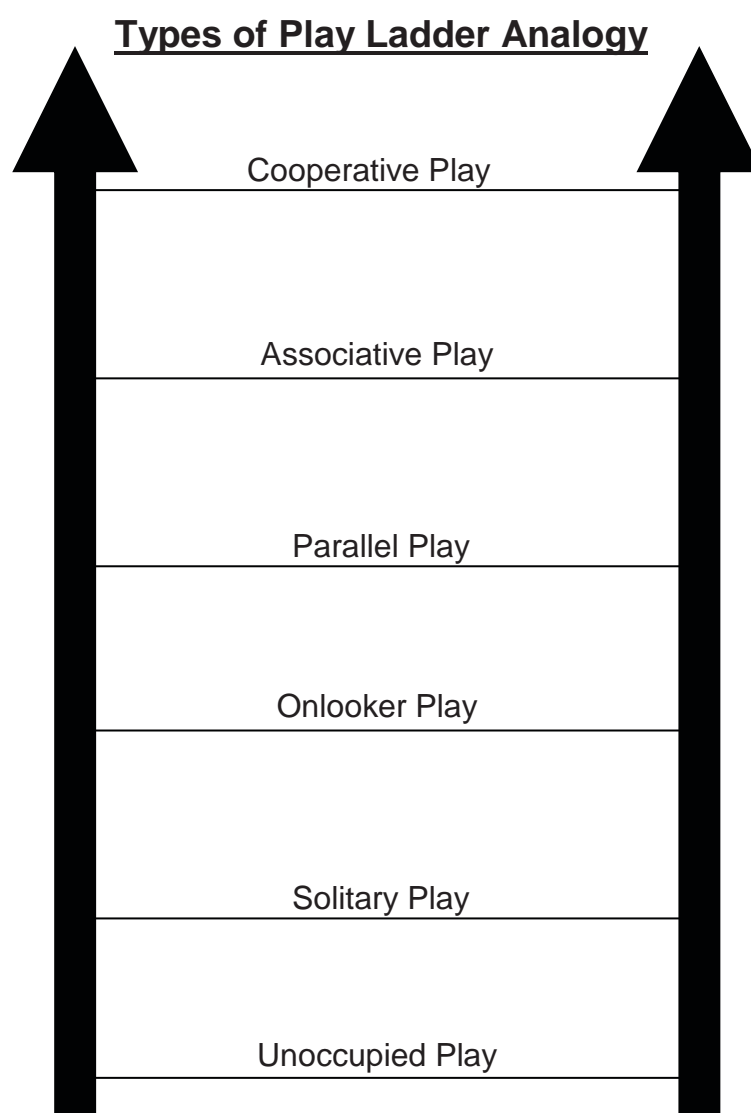 Types of Play Ladder Analogy
Cooperative Play
Associative Play
Parallel Play
Onlooker Play
Solitary Play
Unoccupied Play